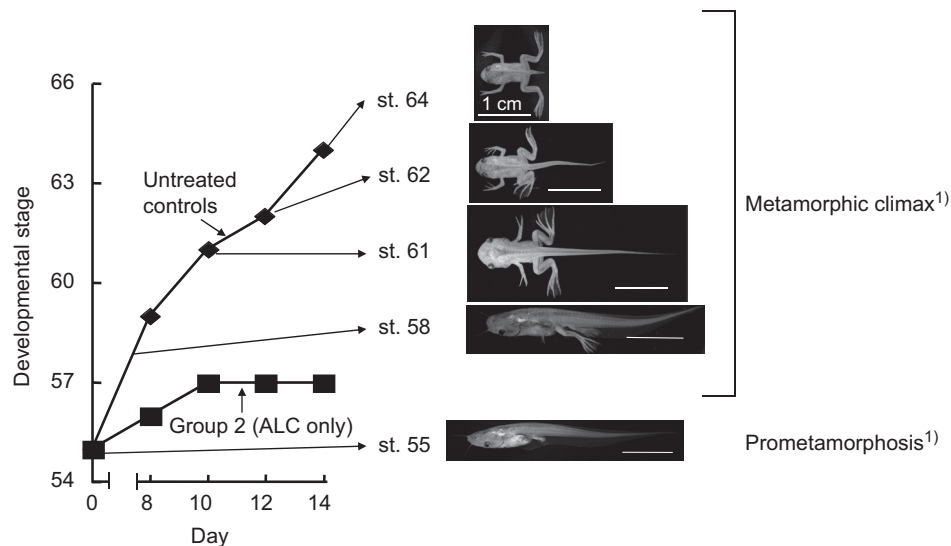 66
63
60
57
54
Developmental stage
0
8
10
12
14
Day
Untreated
controls
Group 2 (ALC only)
st. 64
st. 62
st. 61
st. 58
st. 55
1 cm
Metamorphic climax1)
Prometamorphosis1)